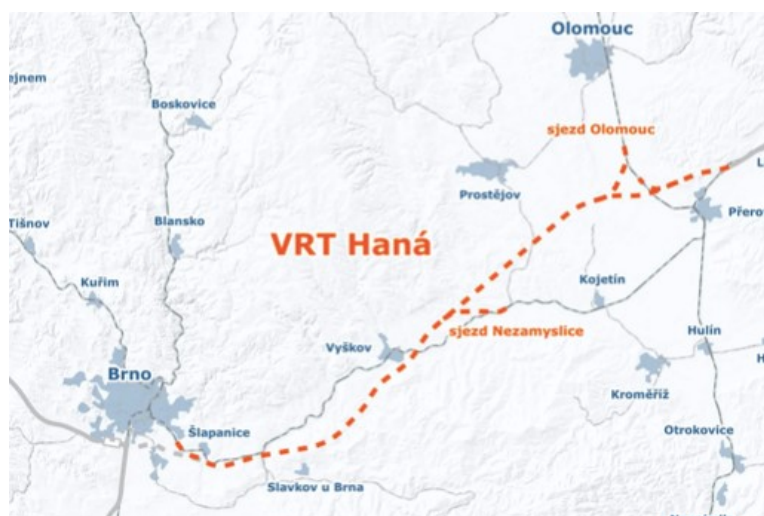 Olomouc
ejnem
Boskovice
sjezd Olomouc
L
Prostějov
Přerov
Tišnov
Blansko
VRT Haná
Kuřim
Kojetín
sjezd Nezamyslice
Vyškov
Hulín
H
Brno
Kroměříž
Šlapanice
Otrokovice
Slavkov u Brna